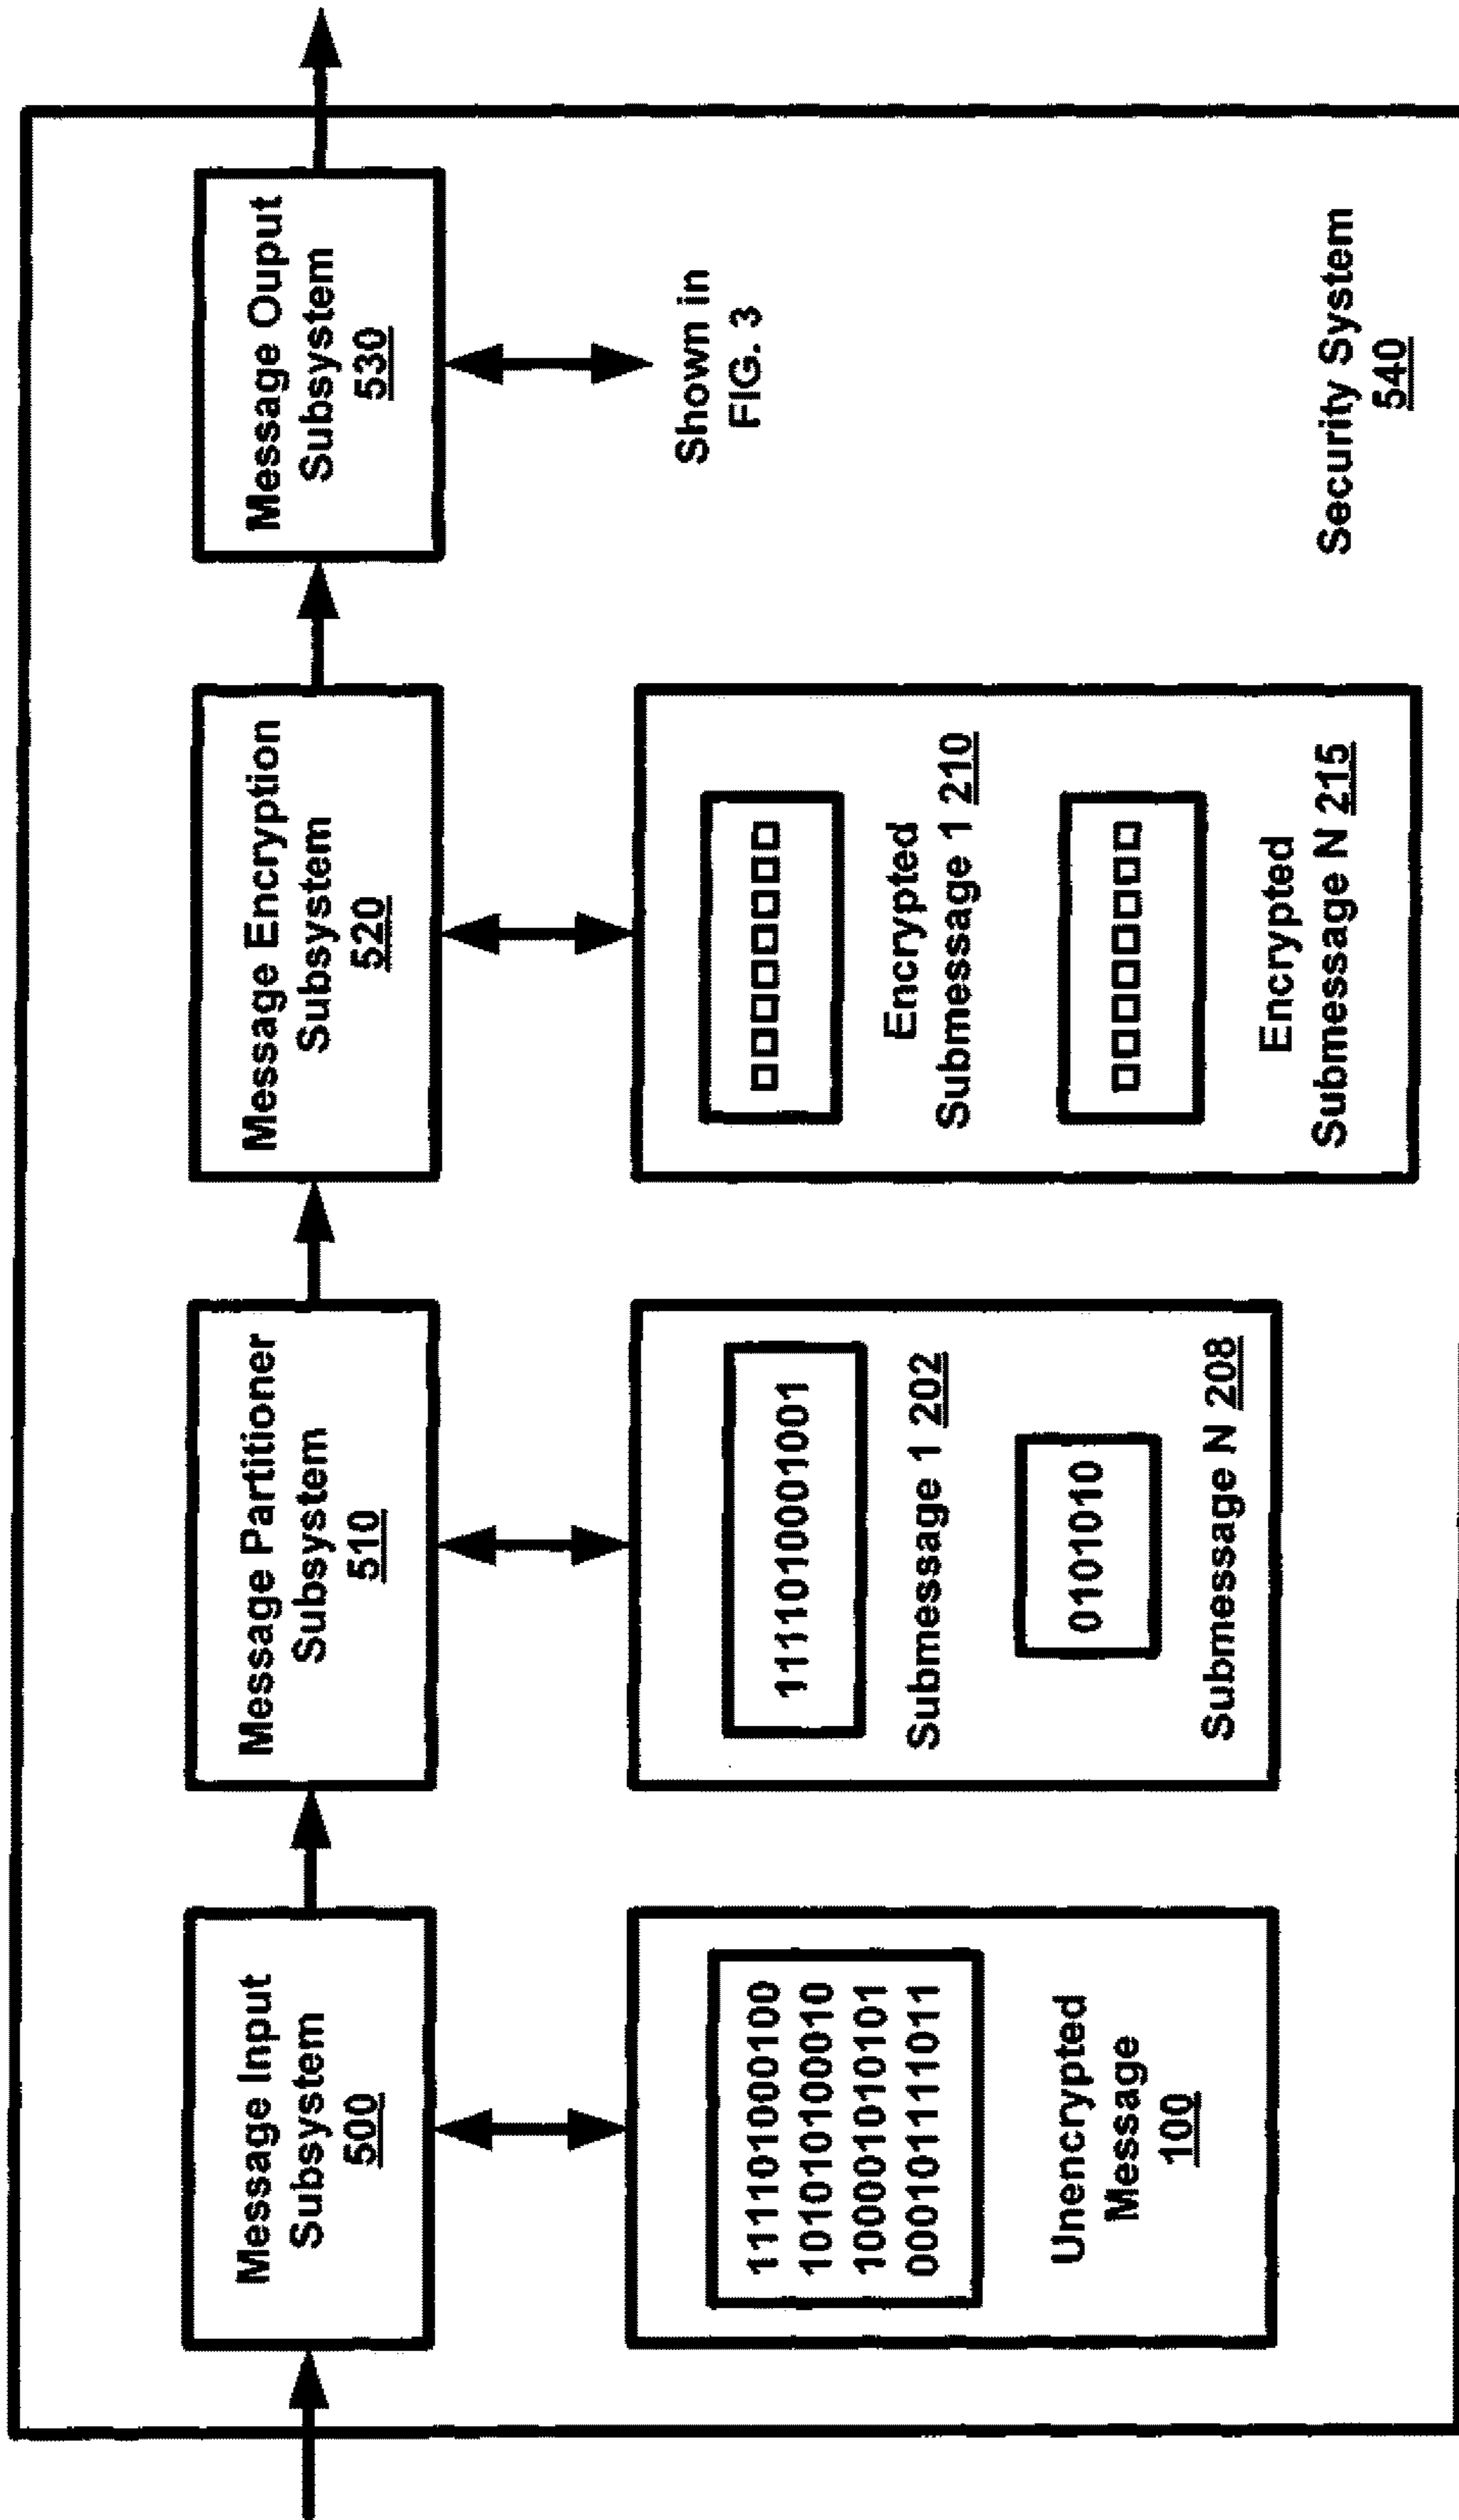 Message Input
Subsystem
500
Message Partitioner
Subsystem
510
Message Encryption
Subsystem
520
Message Ouput
Subsystem
530
111101000100
101010100010
100001010101
000101111011
Unencrypted
Message
100
1111010001001
Submessage 1 202
0101010
Submessage N 208
Encrypted
Submessage 1 210
Encrypted
Submessage N 215
Shown in
FIG. 3
Security System
540